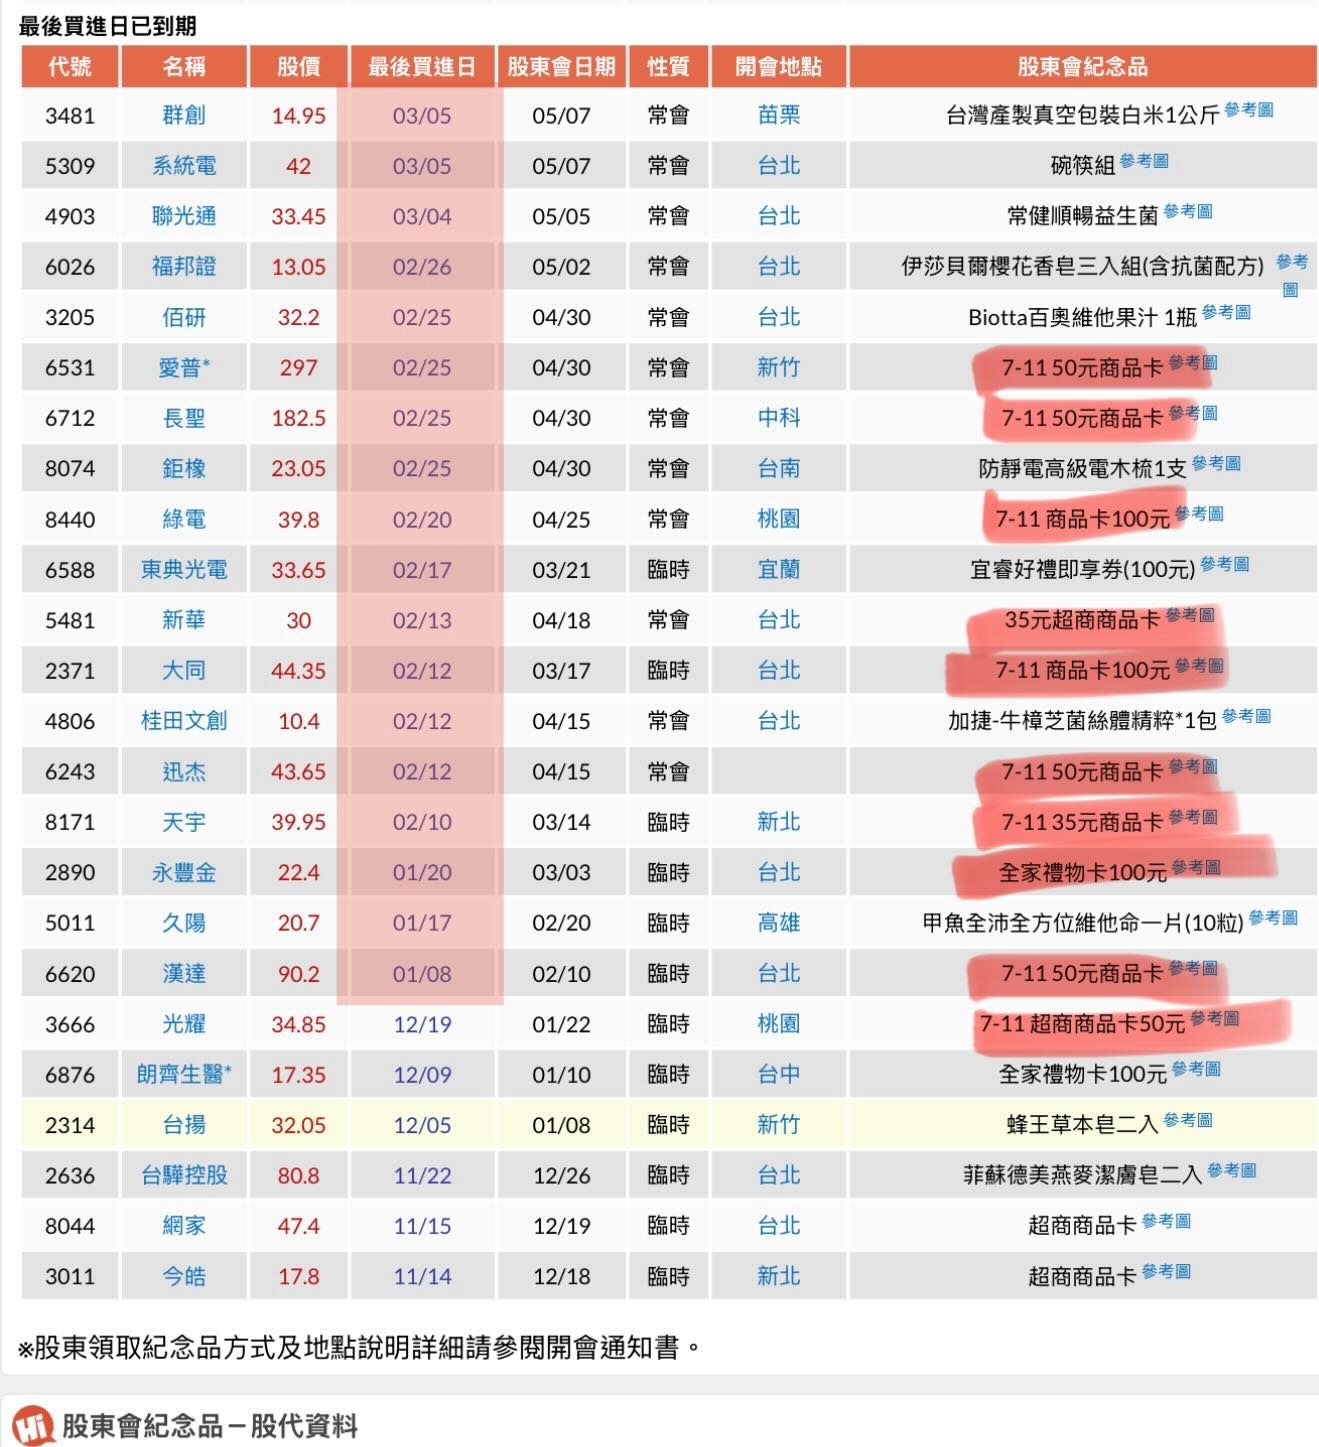 最後買進日已到期
代號 名稱 股價 最後買進日 股東會日期 性質 開會地點 股東會紀念品
3481 群創 14.95 03/05 05/07 常會 苗栗 台灣產製真空包裝白米1公斤 參考圖
5309 系統電 42 03/05 05/07 常會 台北 碗筷組 參考圖
4903 聯光通 33.45 03/04 05/05 常會 台北 常健順暢益生菌 參考圖
6026 福邦證 13.05 02/26 05/02 常會 台北 伊莎貝爾櫻花香皂三入組(含抗菌配方) 參考圖
3205 佰研 32.2 02/25 04/30 常會 台北 Biotta百奧維他果汁 1瓶 參考圖
6531 愛普* 297 02/25 04/30 常會 新竹 7-11 50元商品卡 參考圖
6712 長聖 182.5 02/25 04/30 常會 中科 7-11 50元商品卡 參考圖
8074 鉅橡 23.05 02/25 04/30 常會 台南 防靜電高級電木梳1支 參考圖
8440 綠電 39.8 02/20 04/25 常會 桃園 7-11 商品卡100元 參考圖
6588 東典光電 33.65 02/17 03/21 臨時 宜蘭 宜睿好禮即享券(100元) 參考圖
5481 新華 30 02/13 04/18 常會 台北 35元超商商品卡 參考圖
2371 大同 44.35 02/12 03/17 臨時 台北 7-11 商品卡100元 參考圖
4806 桂田文創 10.4 02/12 04/15 常會 台北 加捷-牛樟芝菌絲體精粹*1包 參考圖
6243 迅杰 43.65 02/12 04/15 常會 7-11 50元商品卡 參考圖
8171 天宇 39.95 02/10 03/14 臨時 新北 7-11 35元商品卡 參考圖
2890 永豐金 22.4 01/20 03/03 臨時 台北 全家禮物卡100元 參考圖
5011 久陽 20.7 01/17 02/20 臨時 高雄 甲魚全沛全方位維他命一片(10粒) 參考圖
6620 漢達 90.2 01/08 02/10 臨時 台北 7-11 50元商品卡 參考圖
3666 光耀 34.85 12/19 01/22 臨時 桃園 7-11 超商商品卡50元 參考圖
6876 朗齊生醫* 17.35 12/09 01/10 臨時 台中 全家禮物卡100元 參考圖
2314 台揚 32.05 12/05 01/08 臨時 新竹 蜂王草本皂二入 參考圖
2636 台驊控股 80.8 11/22 12/26 臨時 台北 菲蘇德美燕麥潔膚皂二入 參考圖
8044 網家 47.4 11/15 12/19 臨時 台北 超商商品卡 參考圖
3011 今皓 17.8 11/14 12/18 臨時 新北 超商商品卡 參考圖
※股東領取紀念品方式及地點說明詳細請參閱開會通知書。
Hi 股東會紀念品－股代資料